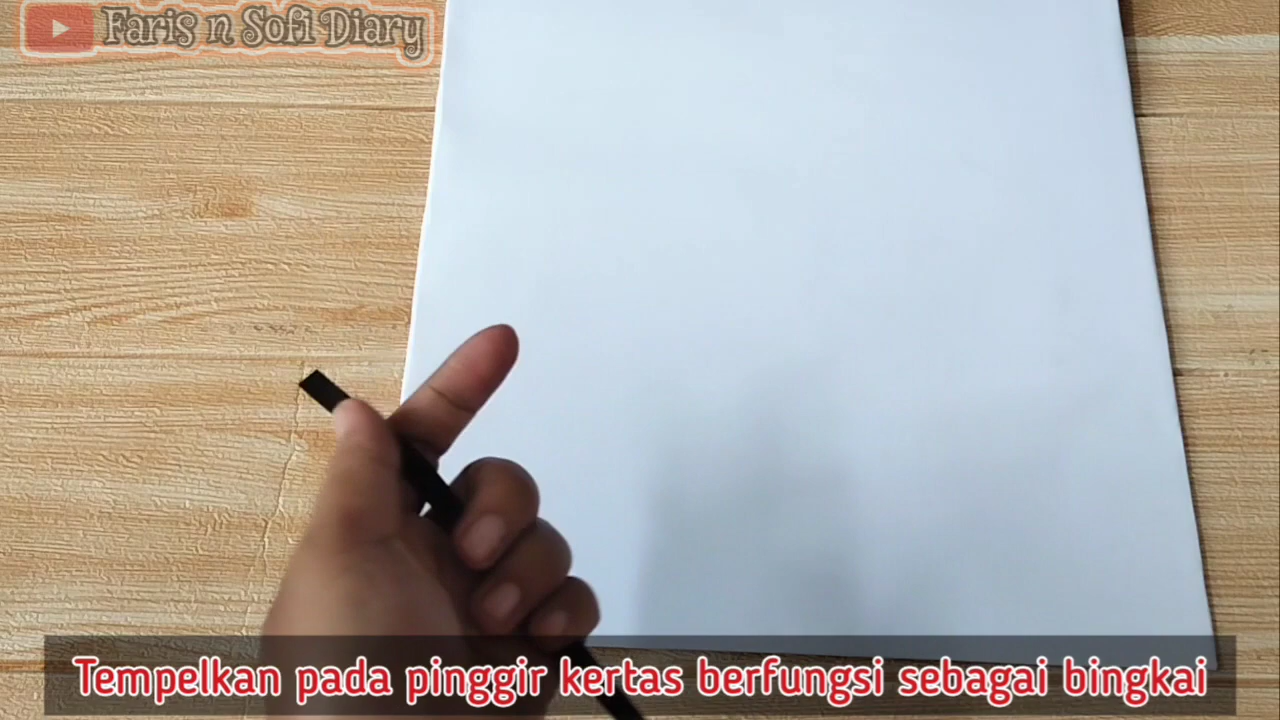 Faris n Sofi Diary
Tempelkan pada pinggir kertas berfungsi sebagai bingkai